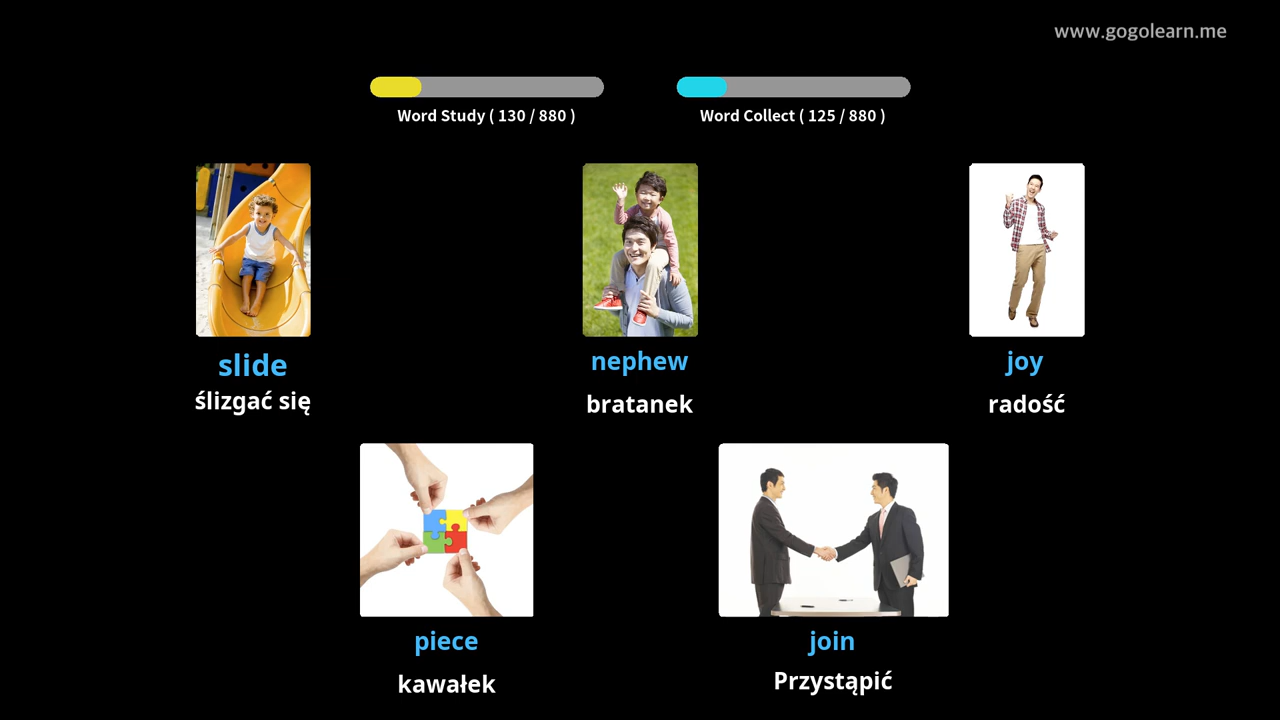 www.gogolearn.me
Word Study ( 130 / 880 )
Word Collect ( 125 / 880 )
slide
ślizgać się
nephew
bratanek
joy
radość
piece
kawałek
join
Przystąpić